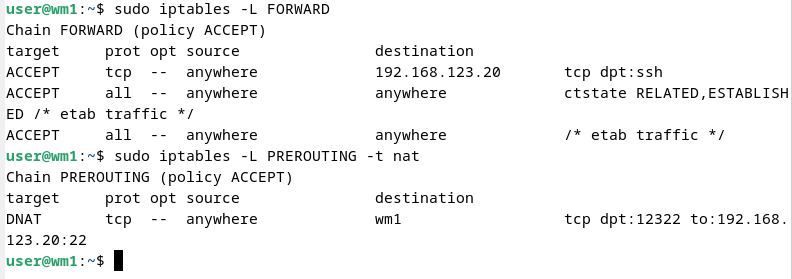 user@wm1:~$ sudo iptables -L FORWARD
Chain FORWARD (policy ACCEPT)
target     prot opt source               destination
ACCEPT     tcp  --  anywhere             192.168.123.20       tcp dpt:ssh
ACCEPT     all  --  anywhere             anywhere             ctstate RELATED,ESTABLISH
ED /* etab traffic */
ACCEPT     all  --  anywhere             anywhere             /* etab traffic */
user@wm1:~$ sudo iptables -L PREROUTING -t nat
Chain PREROUTING (policy ACCEPT)
target     prot opt source               destination
DNAT       tcp  --  anywhere             wm1                  tcp dpt:12322 to:192.168.
123.20:22
user@wm1:~$